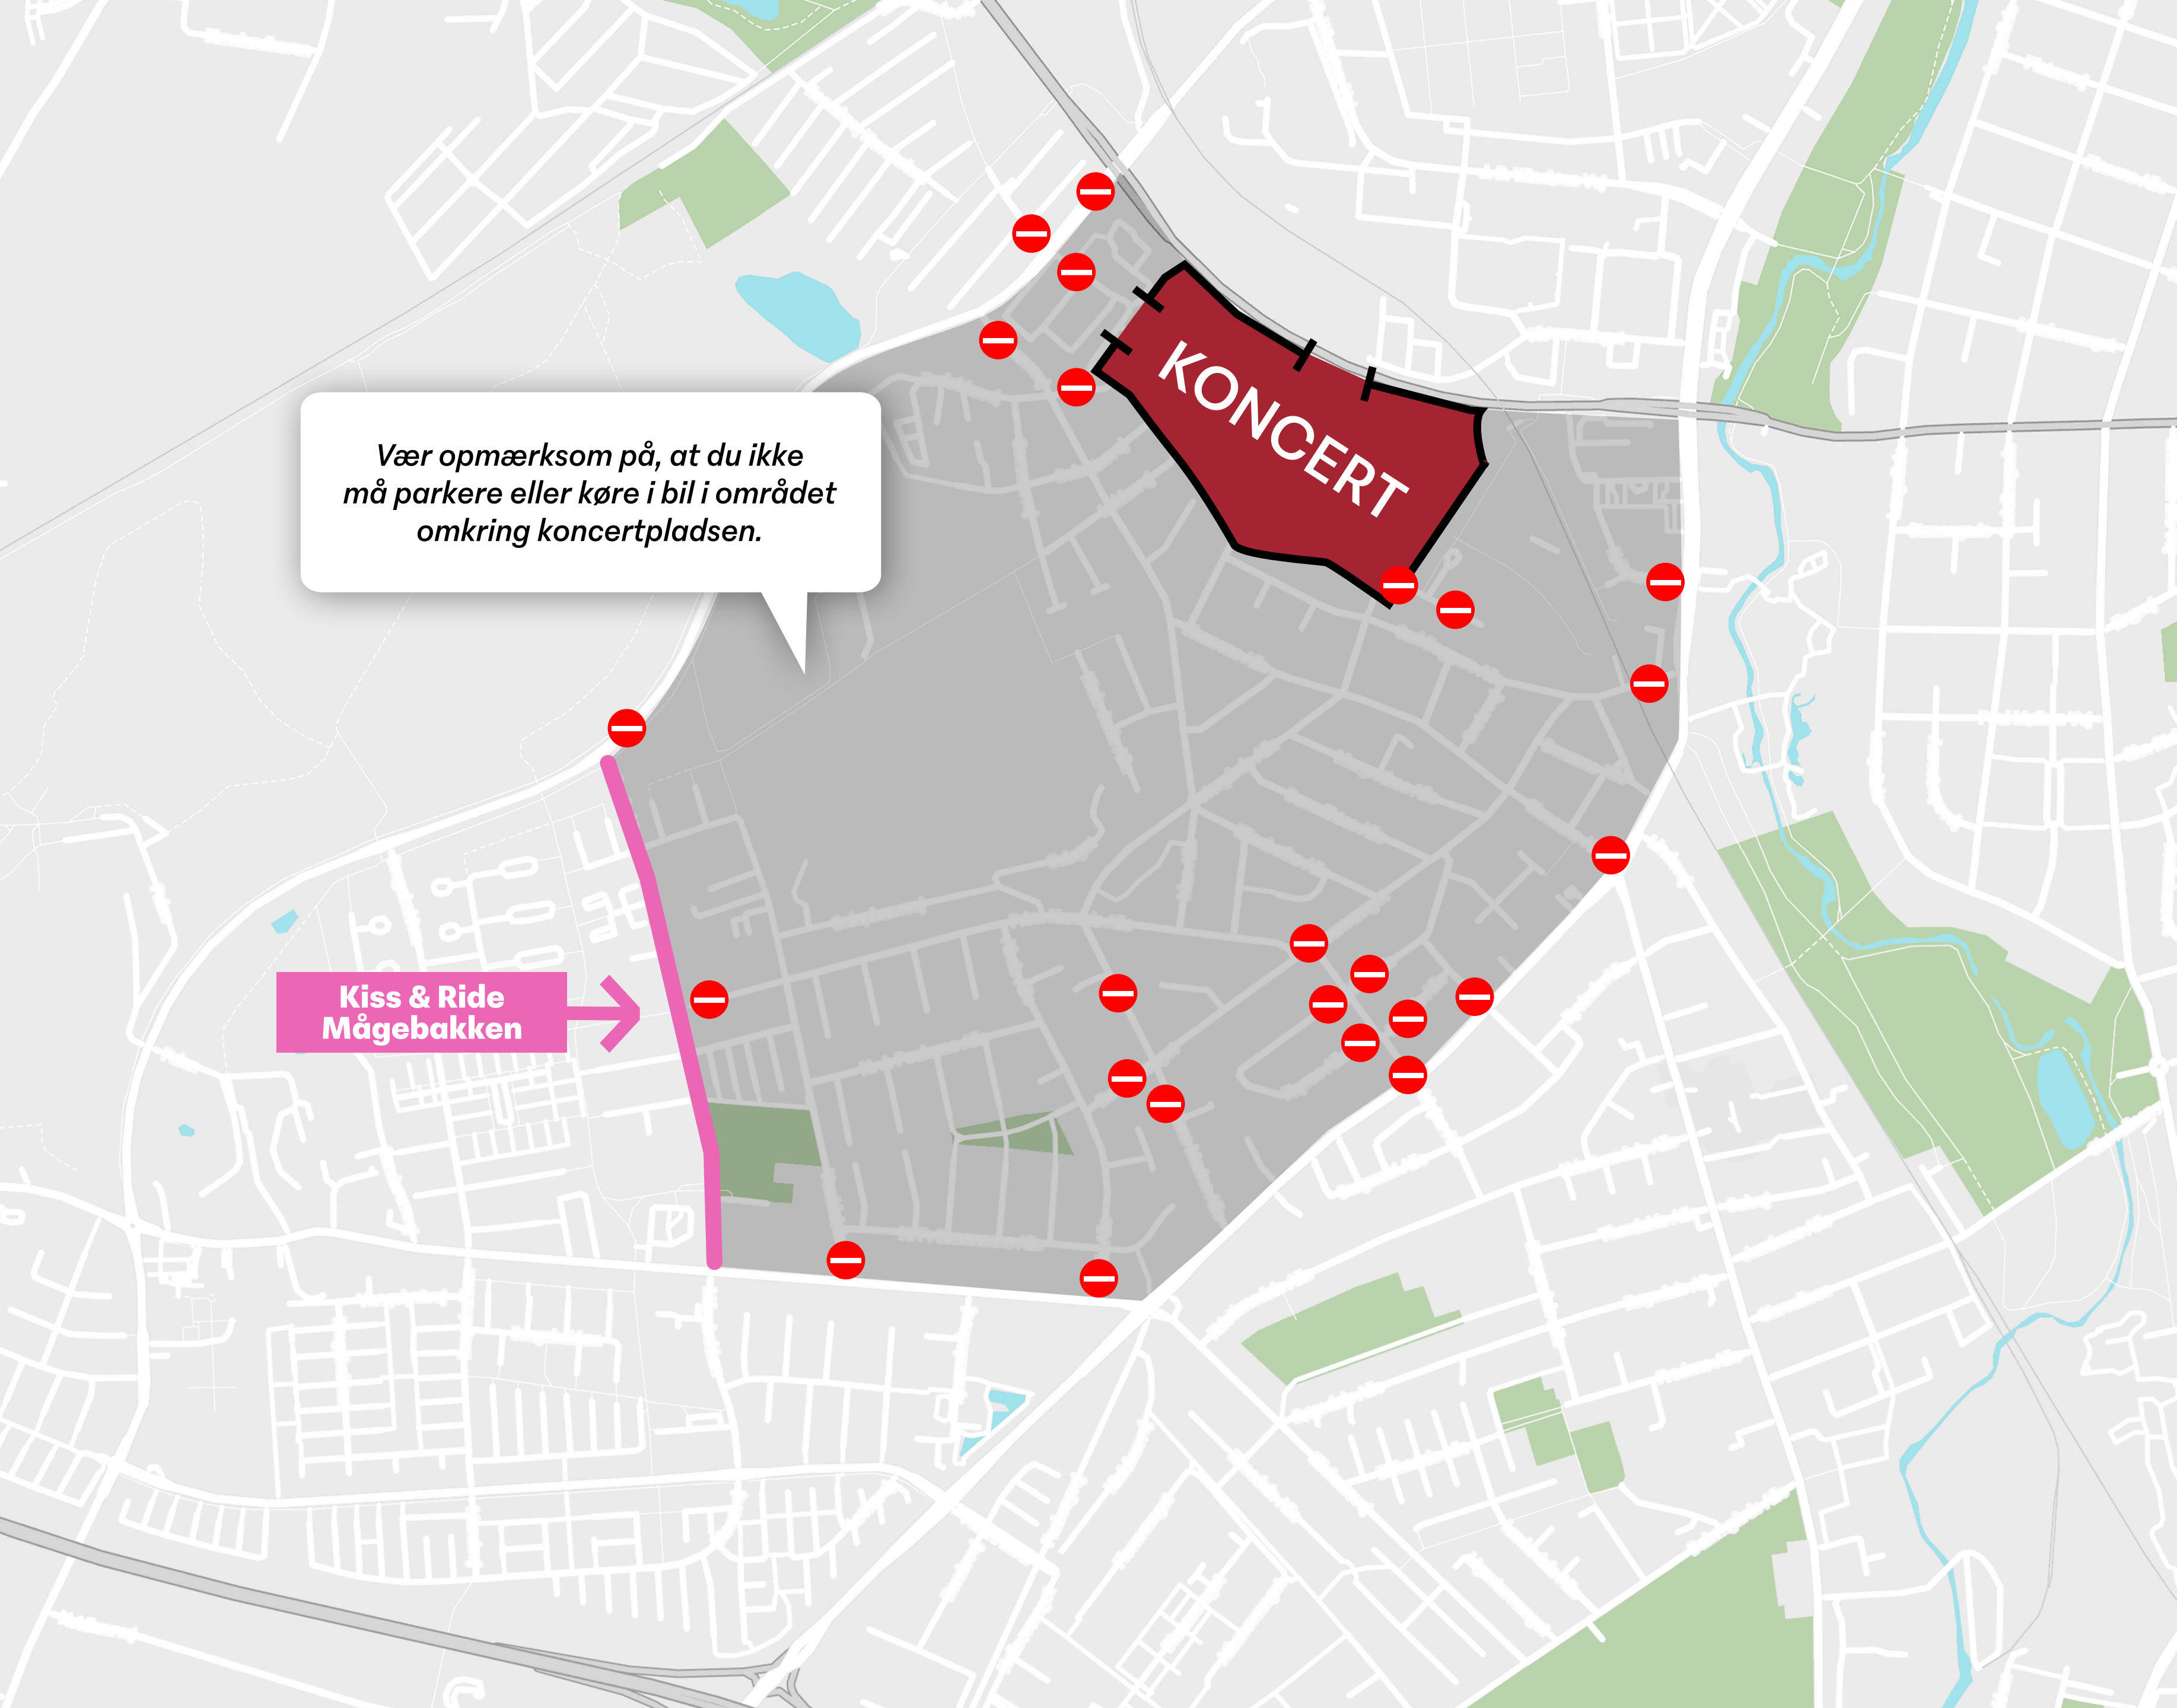 KONCERT
Vær opmærksom på, at du ikke
må parkere eller køre i bil i området
omkring koncertpladsen.
Kiss & Ride
Mågebakken